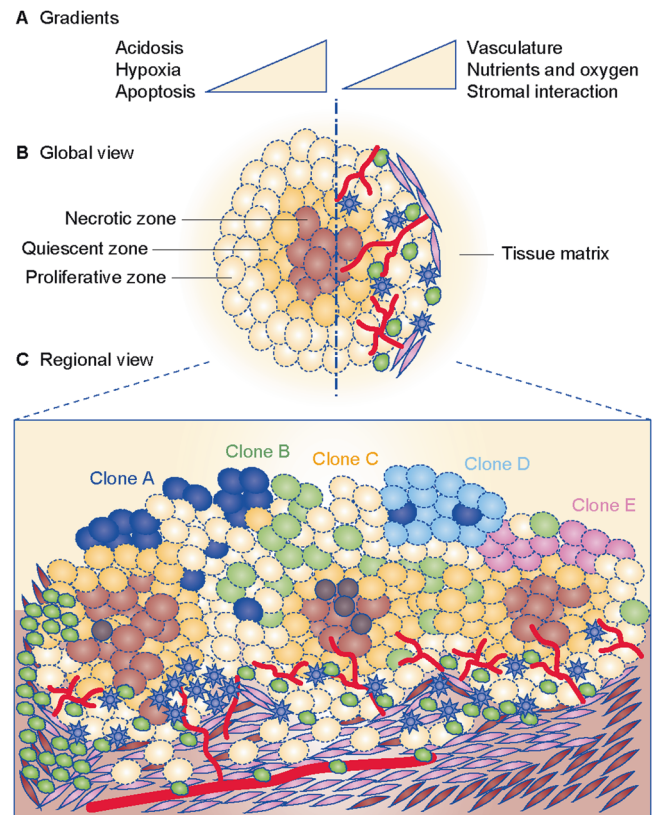 A Gradients
Acidosis
Hypoxia
Apoptosis
Vasculature
Nutrients and oxygen
Stromal interaction
B Global view
Necrotic zone
Quiescent zone
Proliferative zone
Tissue matrix
C Regional view
Clone A
Clone B
Clone C
Clone D
Clone E